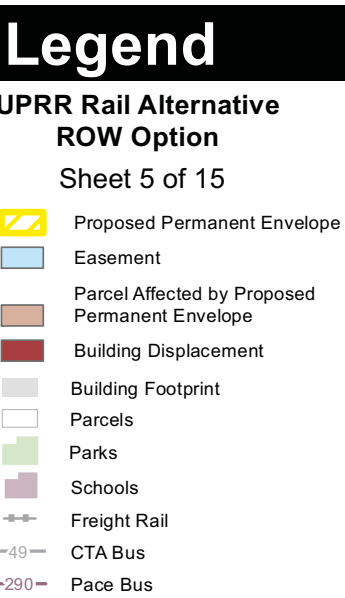 Legend
UPRR Rail Alternative
ROW Option
Sheet 5 of 15
Proposed Permanent Envelope
Easement
Parcel Affected by Proposed
Permanent Envelope
Building Displacement
Building Footprint
Parcels
Parks
Schools
Freight Rail
49 CTA Bus
290 Pace Bus